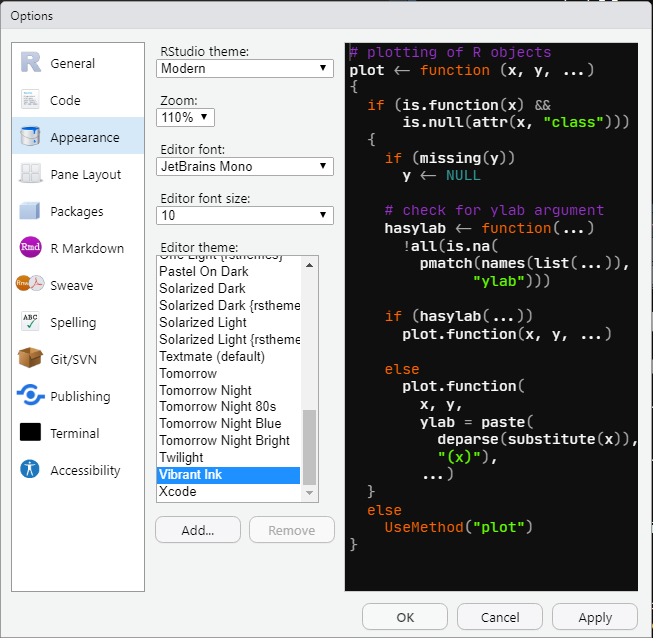 Options
General
Code
Appearance
Pane Layout
Packages
R Markdown
Sweave
Spelling
Git/SVN
Publishing
Terminal
Accessibility
RStudio theme:
Modern
Zoom:
110%
Editor font:
JetBrains Mono
Editor font size:
10
Editor theme:
One Light {rsthemes}
Pastel On Dark
Solarized Dark
Solarized Dark {rstheme
Solarized Light
Solarized Light {rstheme
Textmate (default)
Tomorrow
Tomorrow Night
Tomorrow Night 80s
Tomorrow Night Blue
Tomorrow Night Bright
Twilight
Vibrant Ink
Xcode
Add...
Remove
# plotting of R objects
plot <- function (x, y, ...)
{
  if (is.function(x) &&
      is.null(attr(x, "class")))
  {
    if (missing(y))
      y <- NULL
    # check for ylab argument
    hasylab <- function(...)
      !all(is.na(
        pmatch(names(list(...)),
              "ylab")))
    if (hasylab(...))
      plot.function(x, y, ...)
    else
      plot.function(
        x, y,
        ylab = paste(
          deparse(substitute(x)),
          "(x)"),
        ...)
  }
  else
    UseMethod("plot")
}
OK
Cancel
Apply